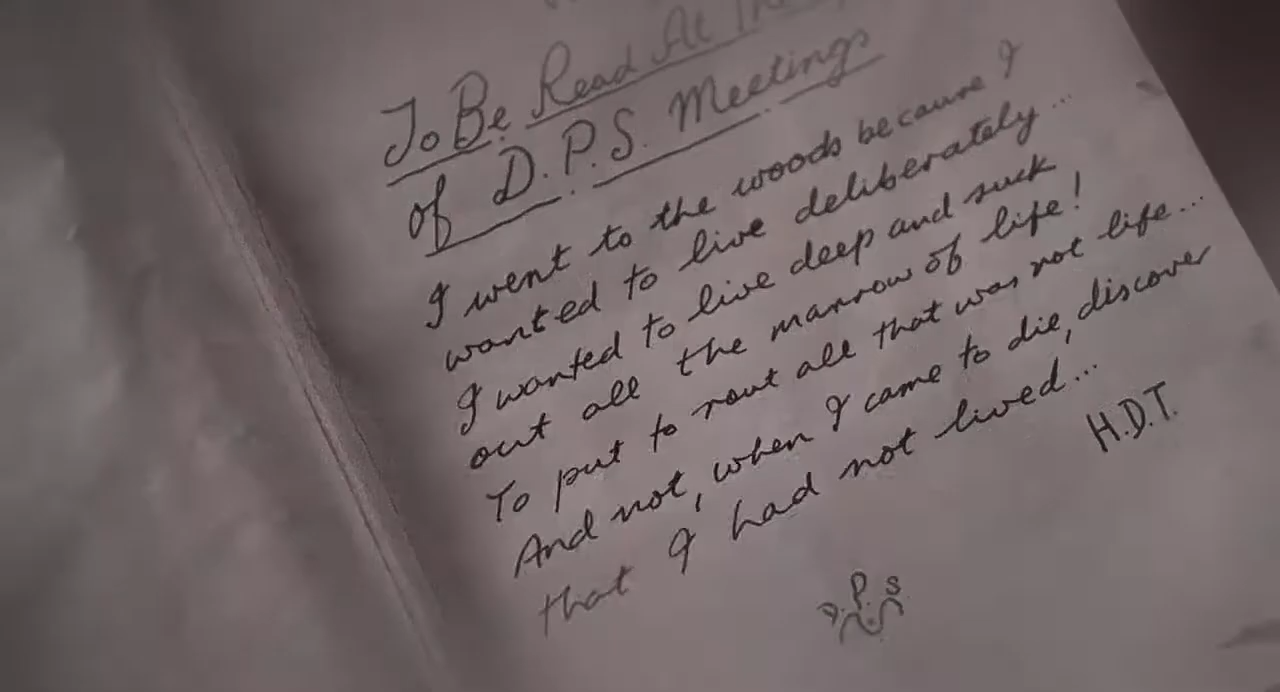 To Be Read At The
of D.P.S. Meetings
I went to the woods because I
wanted to live deliberately...
I wanted to live deep and suck
out all the marrow of life!
To put to rout all that was not life...
And not, when I came to die, discover
that I had not lived...
H.D.T.
D.P.S